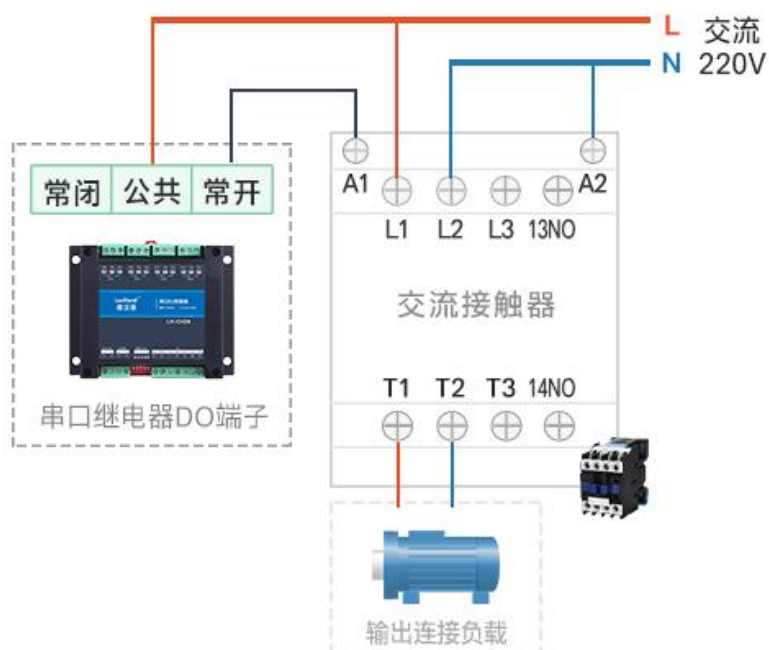 L 交流
N 220V
常闭 公共 常开
A1 A2
L1 L2 L3 13NO
交流接触器
T1 T2 T3 14NO
串口继电器DO端子
输出连接负载